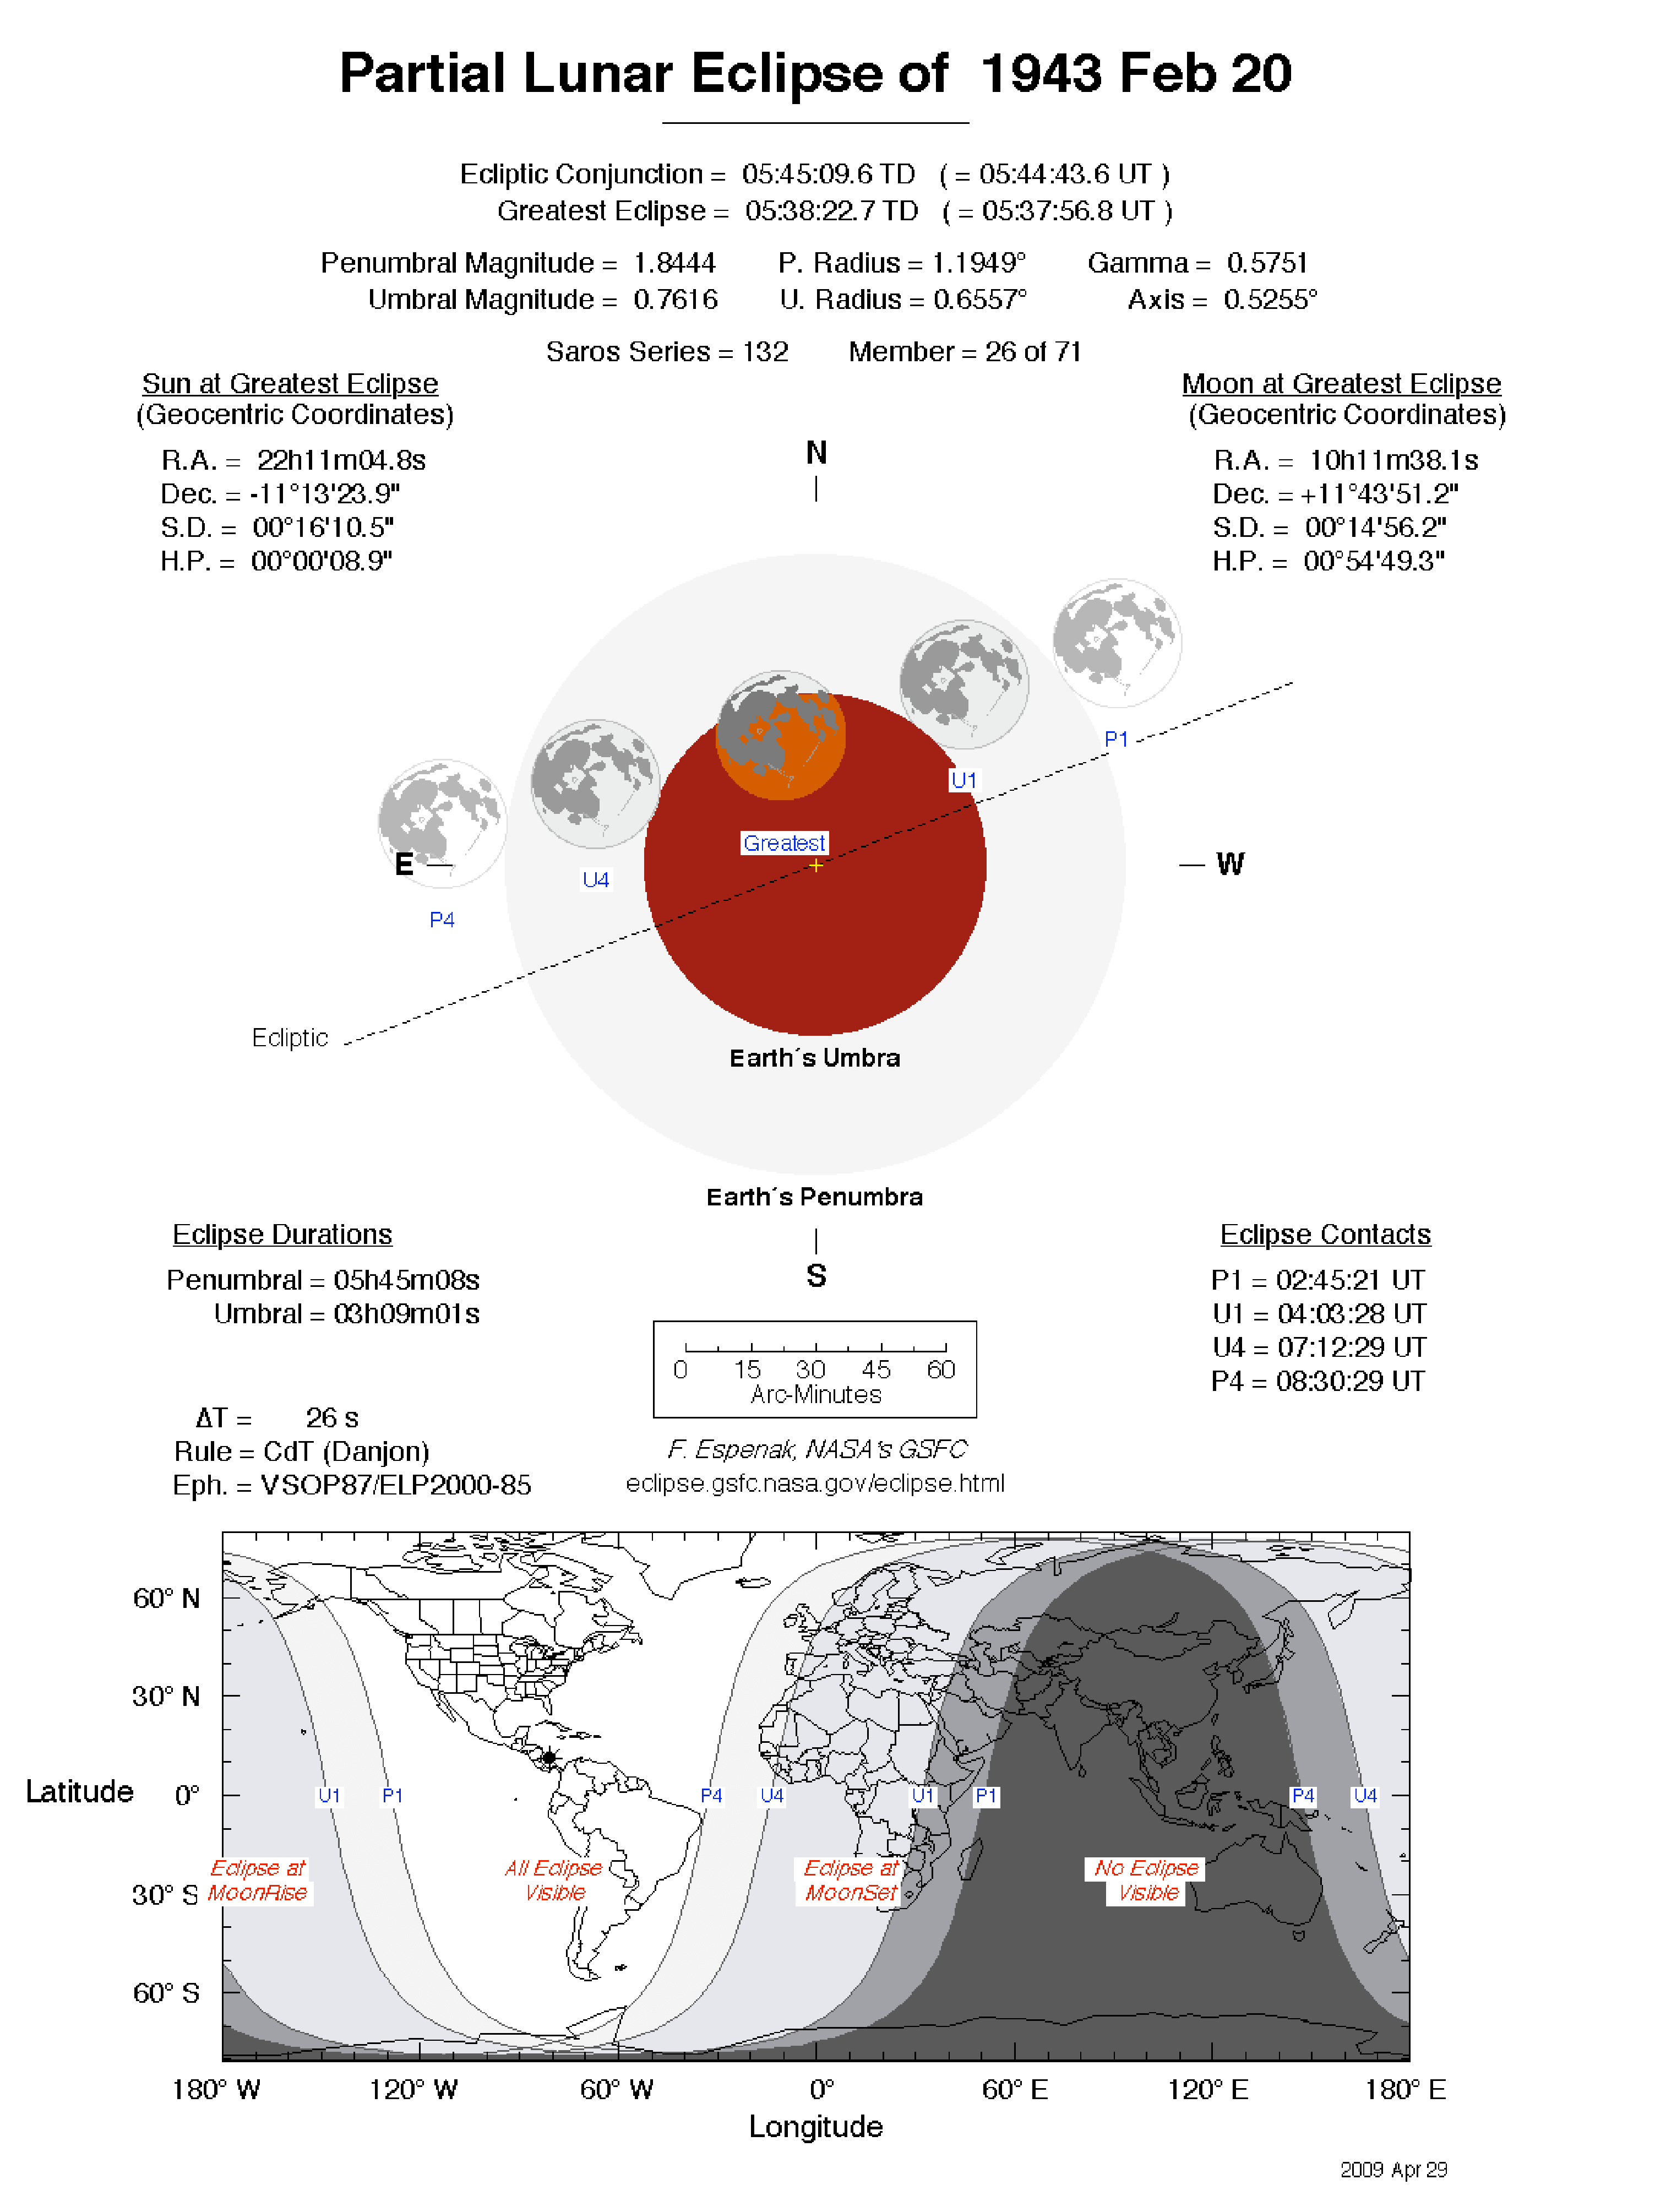 Partial Lunar Eclipse of 1943 Feb 20
Ecliptic Conjunction = 05:45:09.6 TD ( = 05:44:43.6 UT )
Greatest Eclipse = 05:38:22.7 TD ( = 05:37:56.8 UT )
Penumbral Magnitude = 1.8444 P. Radius = 1.1949° Gamma = 0.5751
Umbral Magnitude = 0.7616 U. Radius = 0.6557° Axis = 0.5255°
Saros Series = 132 Member = 26 of 71
Sun at Greatest Eclipse
(Geocentric Coordinates)
R.A. = 22h11m04.8s
Dec. = -11°13'23.9"
S.D. = 00°16'10.5"
H.P. = 00°00'08.9"
Moon at Greatest Eclipse
(Geocentric Coordinates)
R.A. = 10h11m38.1s
Dec. = +11°43'51.2"
S.D. = 00°14'56.2"
H.P. = 00°54'49.3"
N
P1
U1
Greatest
E
W
U4
P4
Ecliptic
Earth´s Umbra
Earth´s Penumbra
S
Eclipse Durations
Penumbral = 05h45m08s
Umbral = 03h09m01s
Eclipse Contacts
P1 = 02:45:21 UT
U1 = 04:03:28 UT
U4 = 07:12:29 UT
P4 = 08:30:29 UT
0 15 30 45 60
Arc-Minutes
ΔT = 26 s
Rule = CdT (Danjon)
Eph. = VSOP87/ELP2000-85
F. Espenak, NASA's GSFC
eclipse.gsfc.nasa.gov/eclipse.html
60° N
30° N
Latitude 0°
30° S
60° S
U1 P1 P4 U4 U1 P1 P4 U4
Eclipse at
MoonRise
All Eclipse
Visible
Eclipse at
MoonSet
No Eclipse
Visible
180° W 120° W 60° W 0° 60° E 120° E 180° E
Longitude
2009 Apr 29